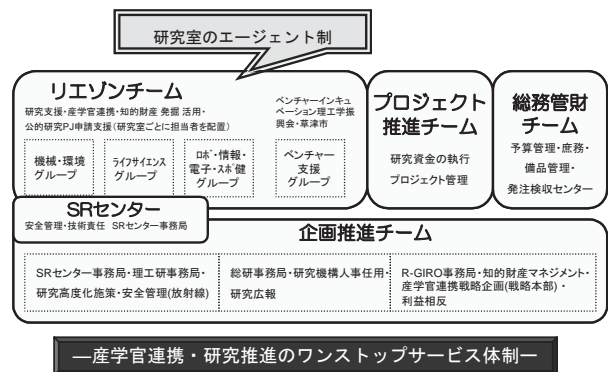 研究室のエージェント制
リエゾンチーム
研究支援・産学官連携・知的財産 発掘 活用・
公的研究PJ申請支援(研究室ごとに担当者を配置)
ベンチャーインキュ
ベーション理工学振
興会・草津市
機械・環境
グループ
ライフサイエンス
グループ
ロボ・情報・
電子・スポ健
グループ
ベンチャー
支援
グループ
プロジェクト
推進チーム
研究資金の執行
プロジェクト管理
総務管財
チーム
予算管理・庶務・
備品管理・
発注検収センター
SRセンター
安全管理・技術責任 SRセンター事務局
企画推進チーム
SRセンター事務局・理工研事務局・
研究高度化施策・安全管理(放射線)
総研事務局・研究機構人事任用・
研究広報
R-GIRO事務局・知的財産マネジメント・
産学官連携戦略企画(戦略本部)・
利益相反
―産学官連携・研究推進のワンストップサービス体制―